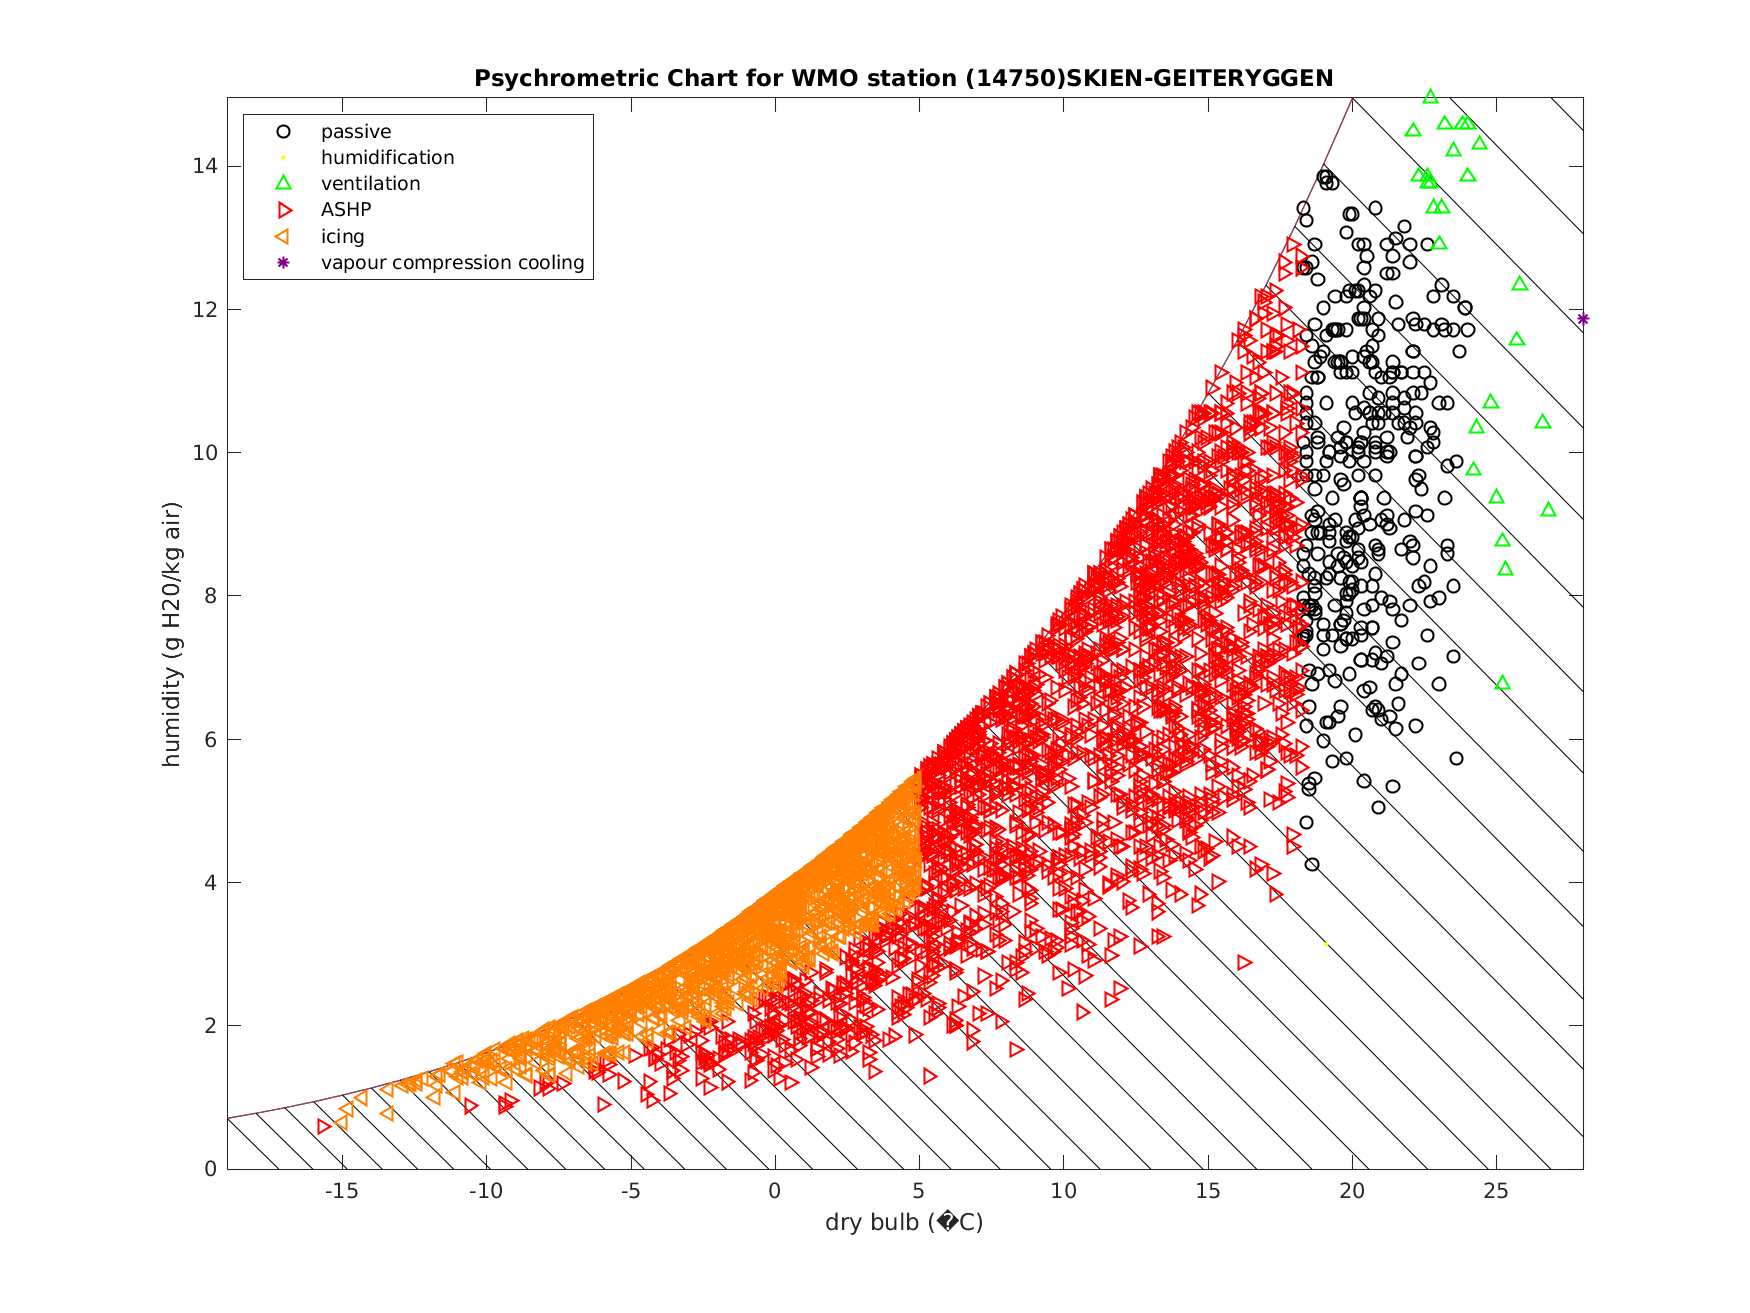 Psychrometric Chart for WMO station (14750)SKIEN-GEITERYGGEN
passive
humidification
ventilation
ASHP
icing
vapour compression cooling
humidity (g H20/kg air)
14
12
10
8
6
4
2
0
-15 -10 -5 0 5 10 15 20 25
dry bulb (�C)